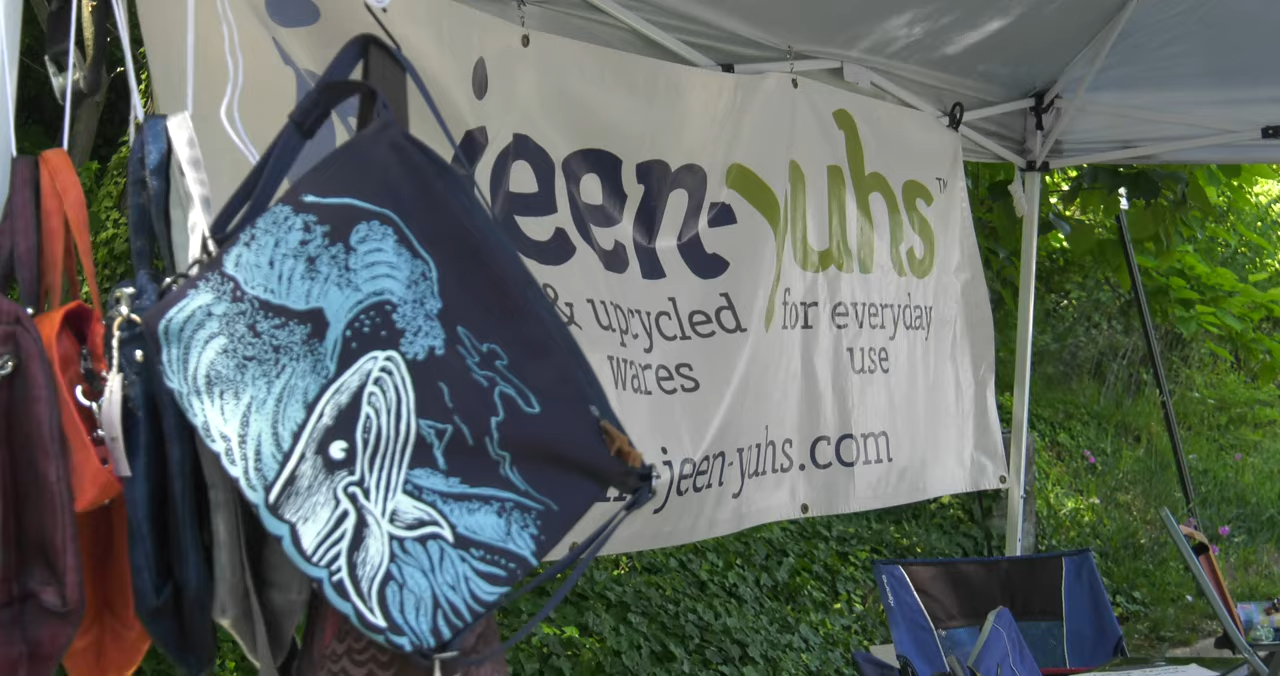 jeen-yuhs™
& upcycled for everyday
wares use
jeen-yuhs.com